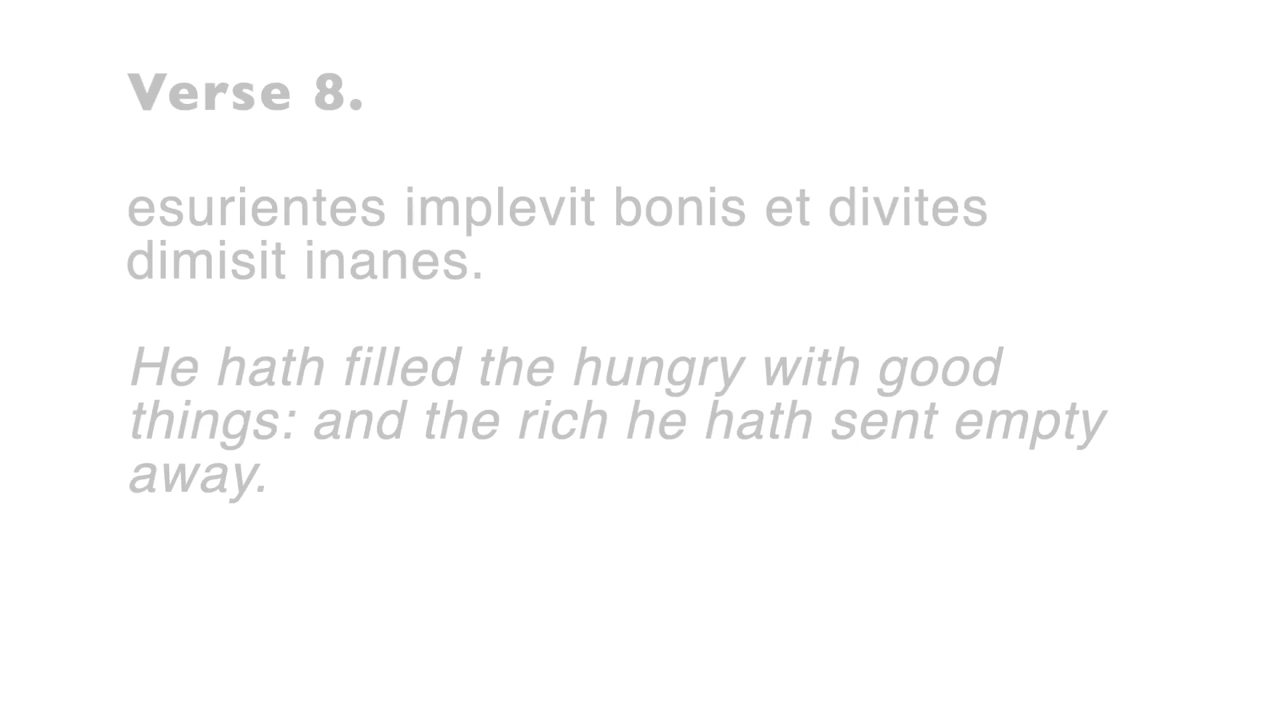 Verse 8.
esurientes implevit bonis et divites
dimisit inanes.
He hath filled the hungry with good
things: and the rich he hath sent empty
away.